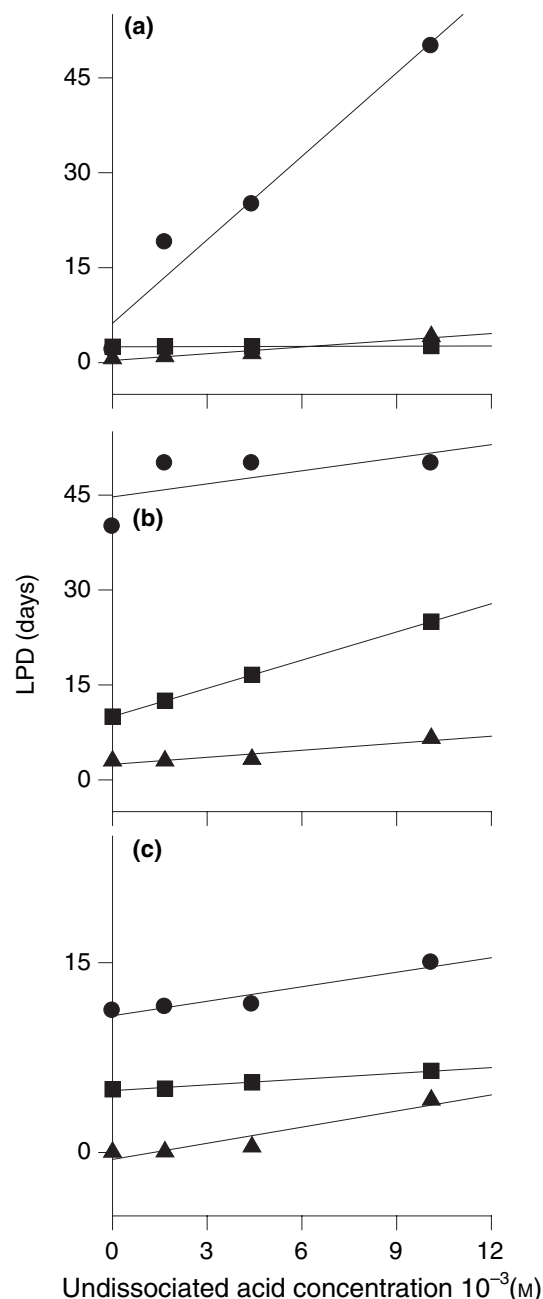 (a)
45
30
15
0
(b)
45
30
15
0
LPD (days)
(c)
15
0
0 3 6 9 12
Undissociated acid concentration 10⁻³(M)